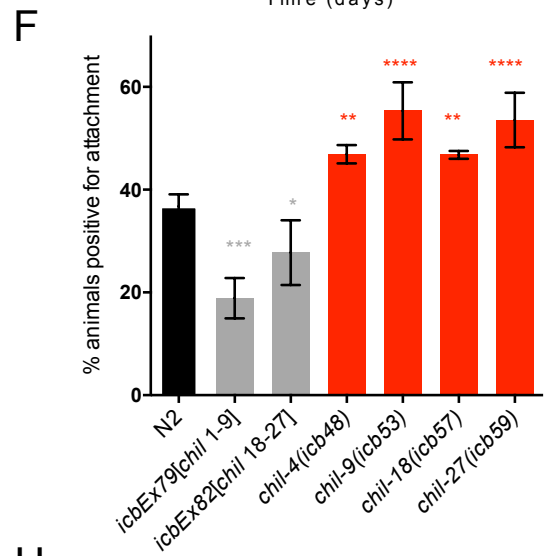 Time (days)
F
% animals positive for attachment
60
40
20
0
***
*
**
****
**
****
N2
icbEx79[chil 1-9]
icbEx82[chil 18-27]
chil-4(icb48)
chil-9(icb53)
chil-18(icb57)
chil-27(icb59)